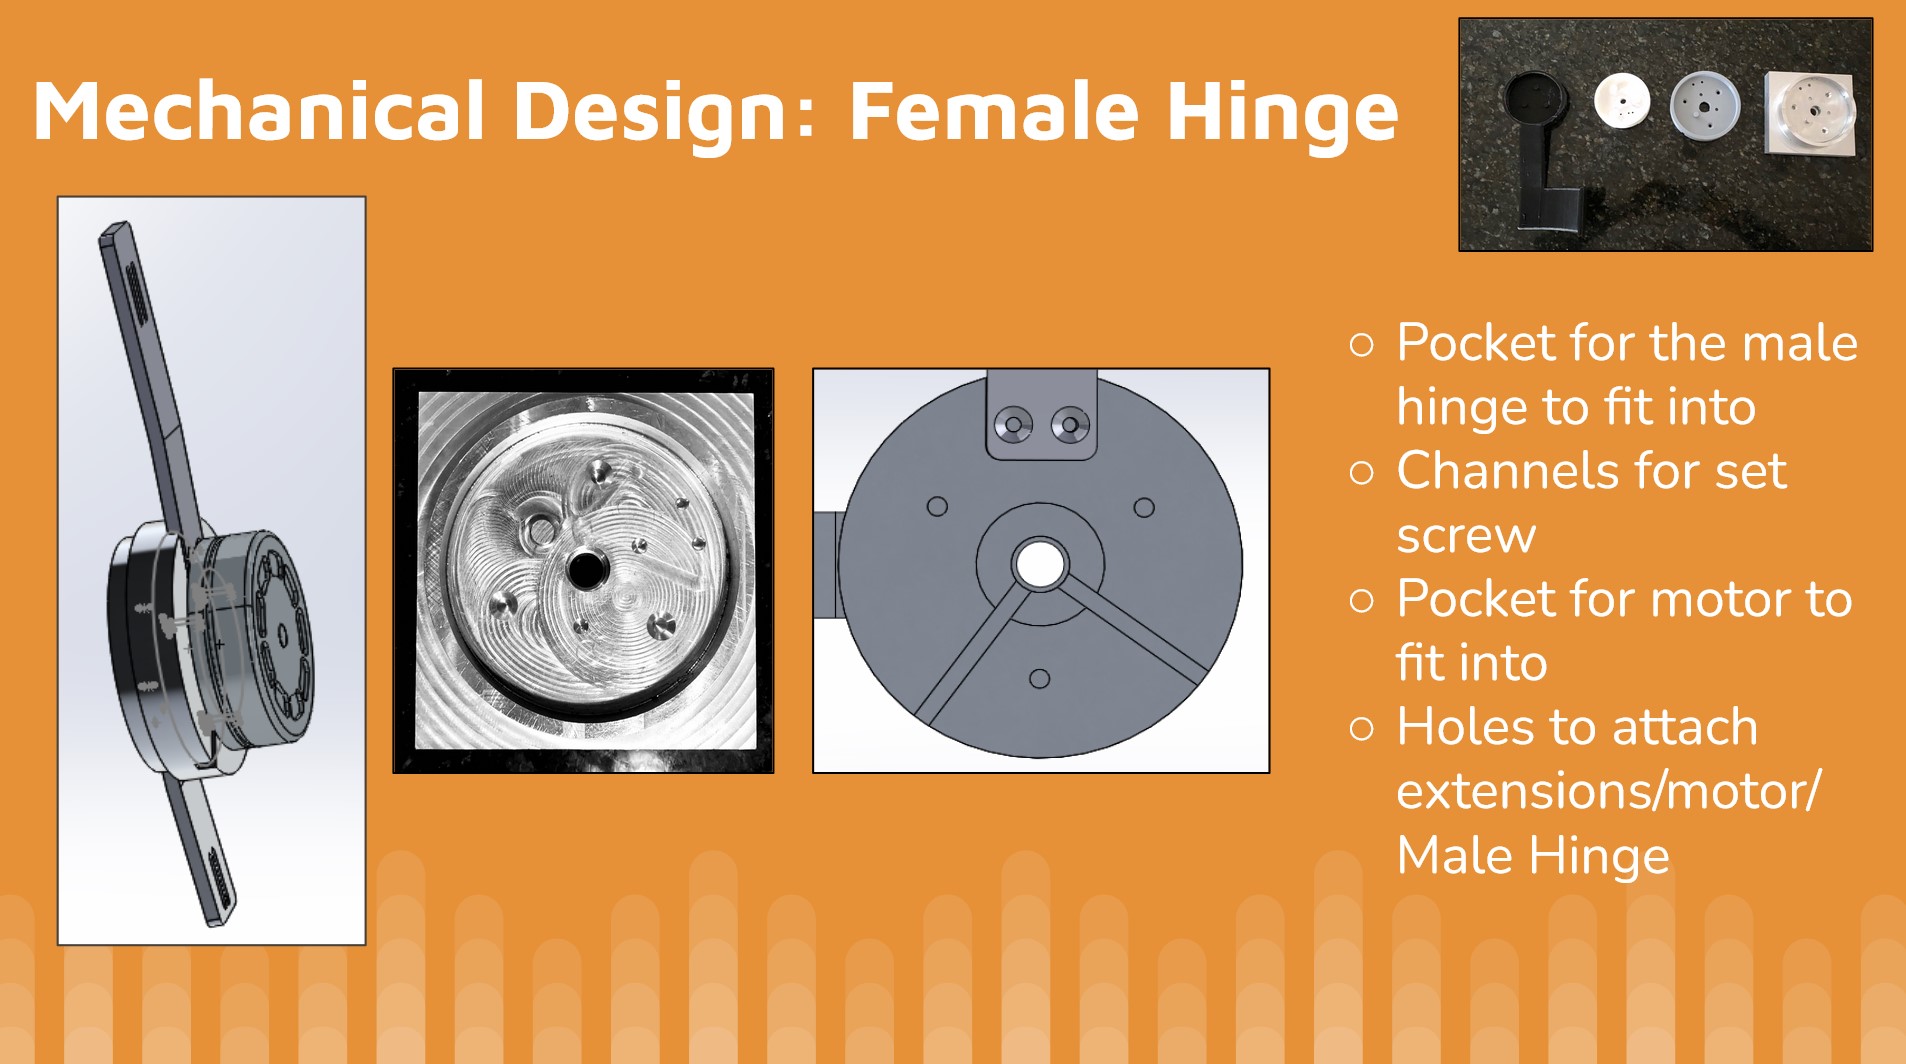 Mechanical Design: Female Hinge
○ Pocket for the male
hinge to fit into
○ Channels for set
screw
○ Pocket for motor to
fit into
○ Holes to attach
extensions/motor/
Male Hinge